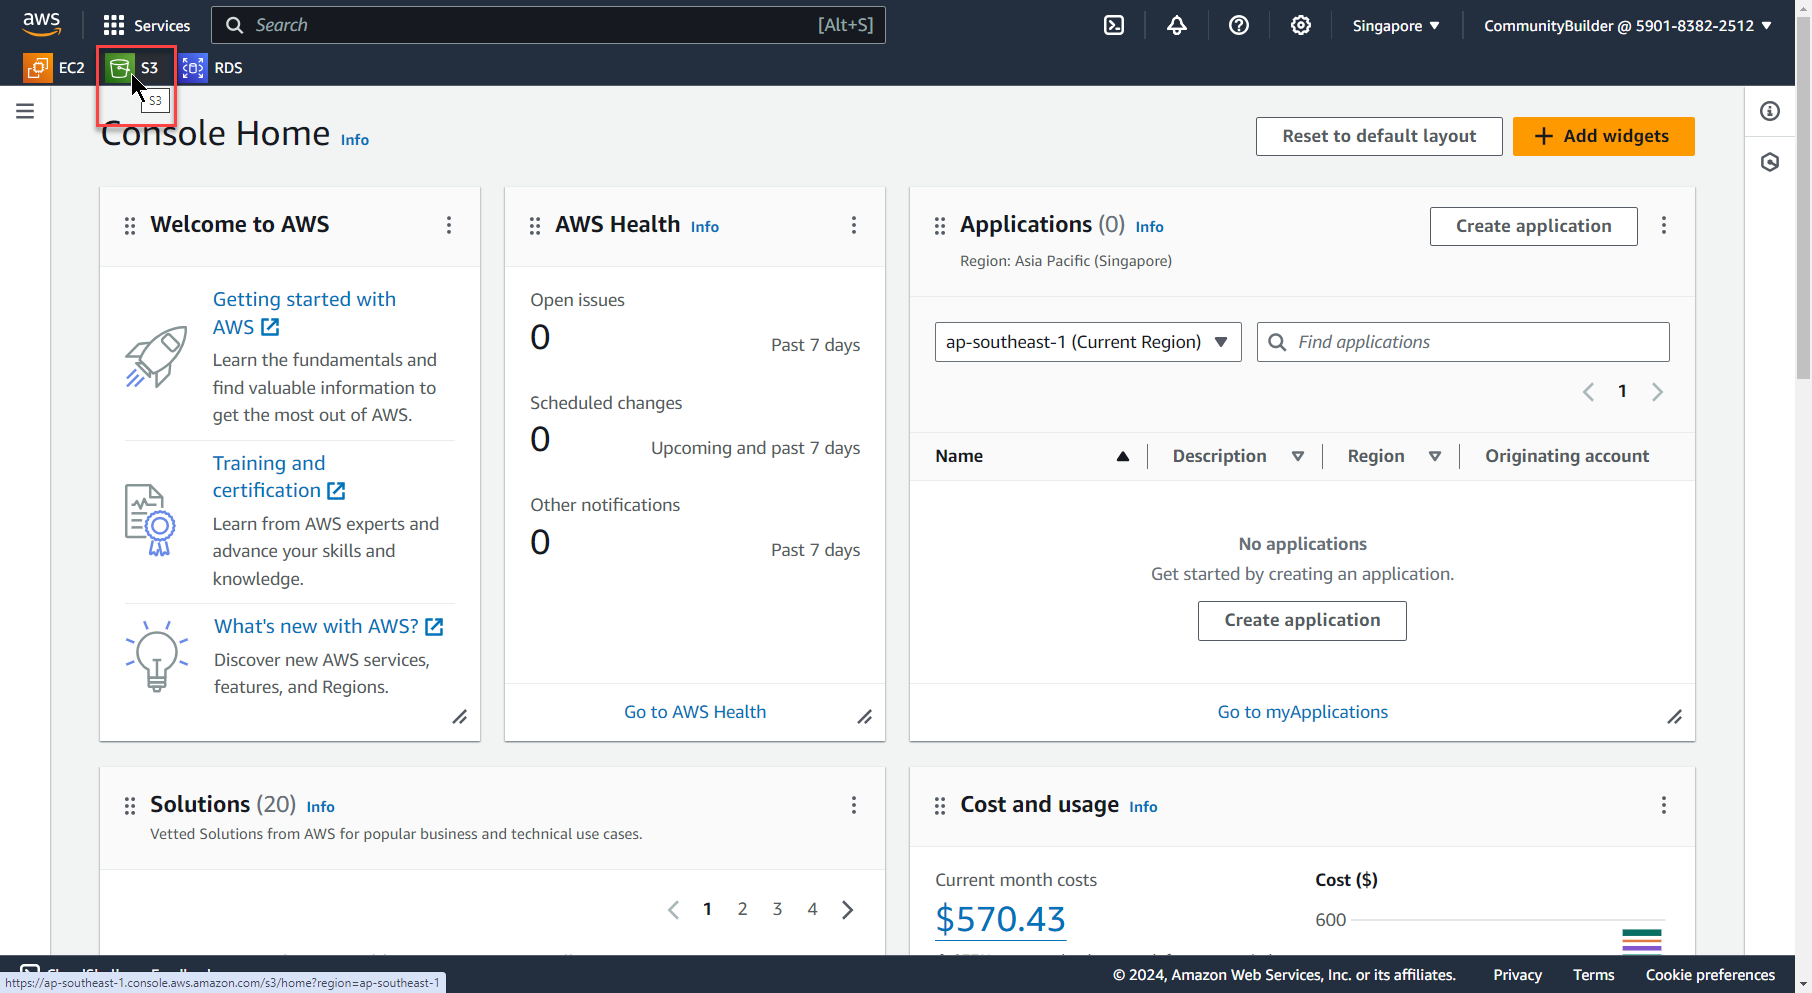 aws
Services
Search
[Alt+S]
Singapore
CommunityBuilder @ 5901-8382-2512
EC2
S3
RDS
S3
Console Home
Info
Reset to default layout
Add widgets
Welcome to AWS
Getting started with
AWS
Learn the fundamentals and
find valuable information to
get the most out of AWS.
Training and
certification
Learn from AWS experts and
advance your skills and
knowledge.
What's new with AWS?
Discover new AWS services,
features, and Regions.
AWS Health Info
Open issues
0
Past 7 days
Scheduled changes
0
Upcoming and past 7 days
Other notifications
0
Past 7 days
Go to AWS Health
Applications (0) Info
Region: Asia Pacific (Singapore)
Create application
ap-southeast-1 (Current Region)
Find applications
1
Name
Description
Region
Originating account
No applications
Get started by creating an application.
Create application
Go to myApplications
Solutions (20) Info
Vetted Solutions from AWS for popular business and technical use cases.
1 2 3 4
Cost and usage Info
Current month costs
$570.43
Cost ($)
600
https://ap-southeast-1.console.aws.amazon.com/s3/home?region=ap-southeast-1
© 2024, Amazon Web Services, Inc. or its affiliates.
Privacy
Terms
Cookie preferences